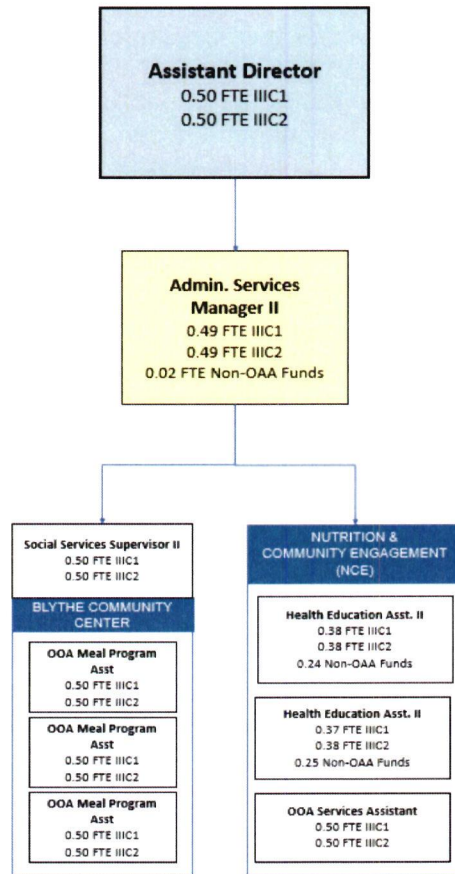 Assistant Director
0.50 FTE IIIC1
0.50 FTE IIIC2
Admin. Services
Manager II
0.49 FTE IIIC1
0.49 FTE IIIC2
0.02 FTE Non-OAA Funds
Social Services Supervisor II
0.50 FTE IIIC1
0.50 FTE IIIC2
BLYTHE COMMUNITY
CENTER
OOA Meal Program
Asst
0.50 FTE IIIC1
0.50 FTE IIIC2
OOA Meal Program
Asst
0.50 FTE IIIC1
0.50 FTE IIIC2
OOA Meal Program
Asst
0.50 FTE IIIC1
0.50 FTE IIIC2
NUTRITION &
COMMUNITY ENGAGEMENT
(NCE)
Health Education Asst. II
0.38 FTE IIIC1
0.38 FTE IIIC2
0.24 Non-OAA Funds
Health Education Asst. II
0.37 FTE IIIC1
0.38 FTE IIIC2
0.25 Non-OAA Funds
OOA Services Assistant
0.50 FTE IIIC1
0.50 FTE IIIC2